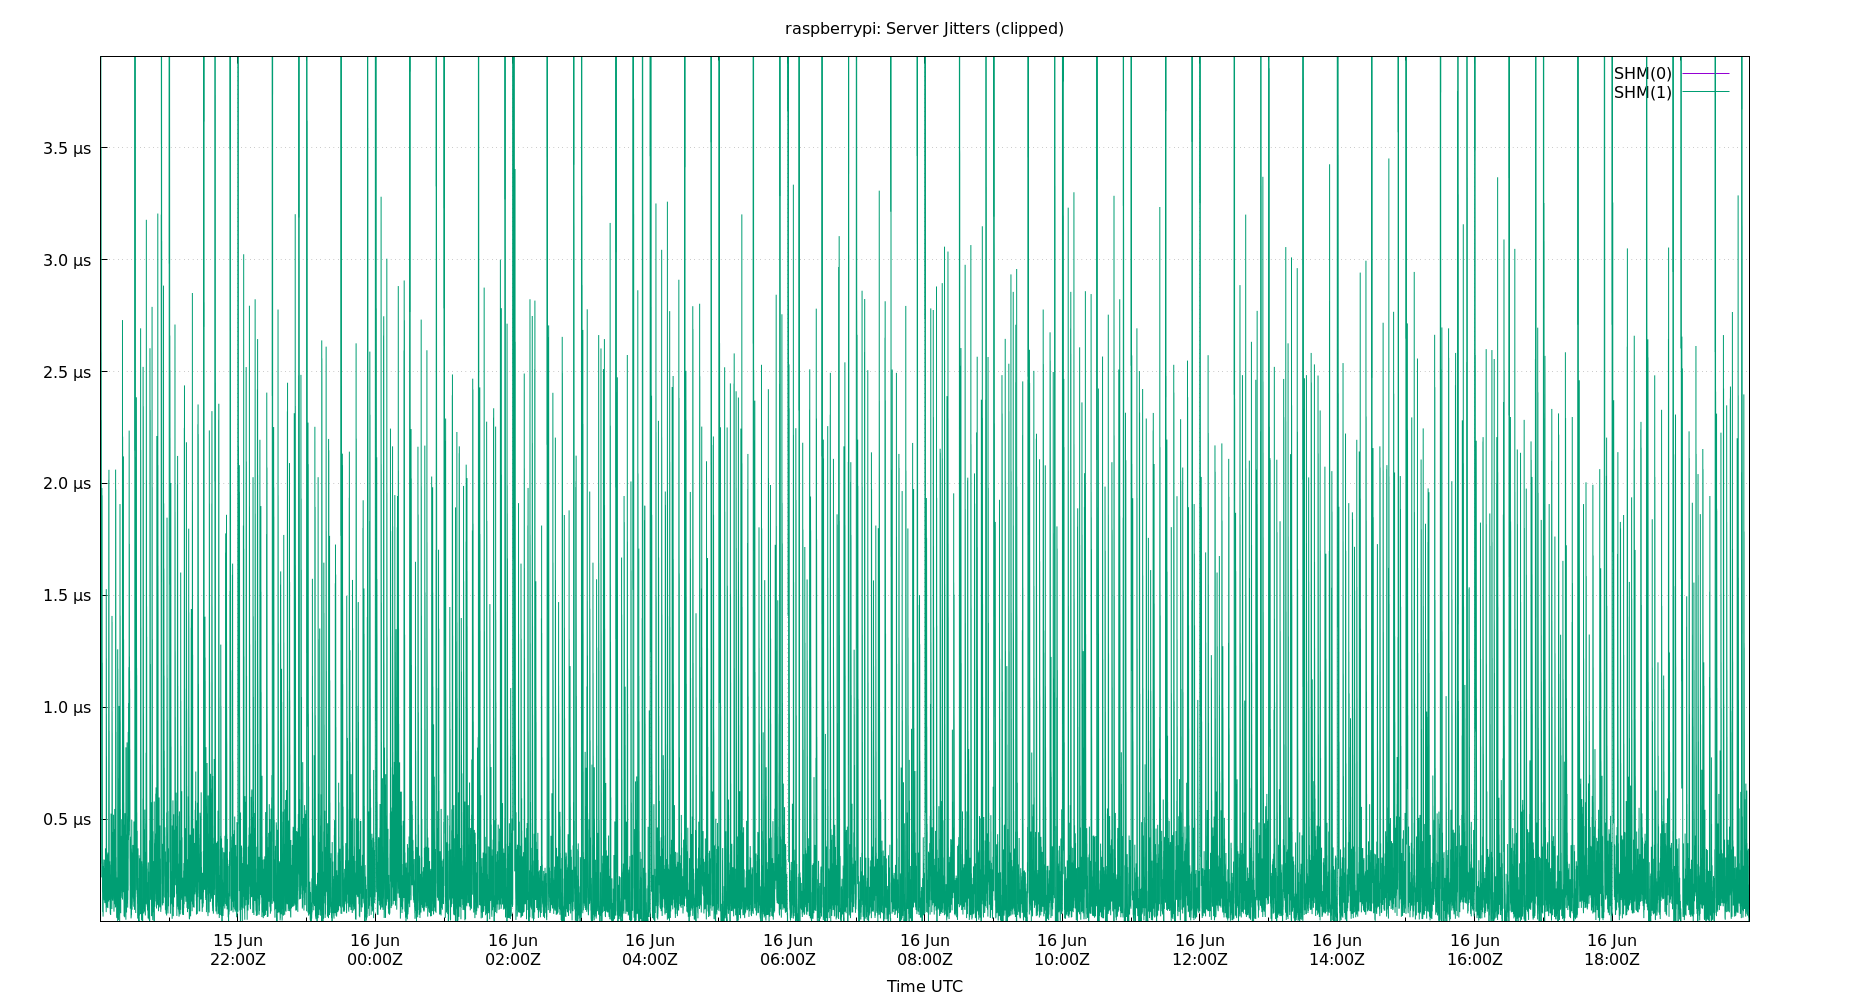 raspberrypi: Server Jitters (clipped)
SHM(0)
SHM(1)
3.5 µs
3.0 µs
2.5 µs
2.0 µs
1.5 µs
1.0 µs
0.5 µs
15 Jun 16 Jun 16 Jun 16 Jun 16 Jun 16 Jun 16 Jun 16 Jun 16 Jun 16 Jun 16 Jun
22:00Z 00:00Z 02:00Z 04:00Z 06:00Z 08:00Z 10:00Z 12:00Z 14:00Z 16:00Z 18:00Z
Time UTC